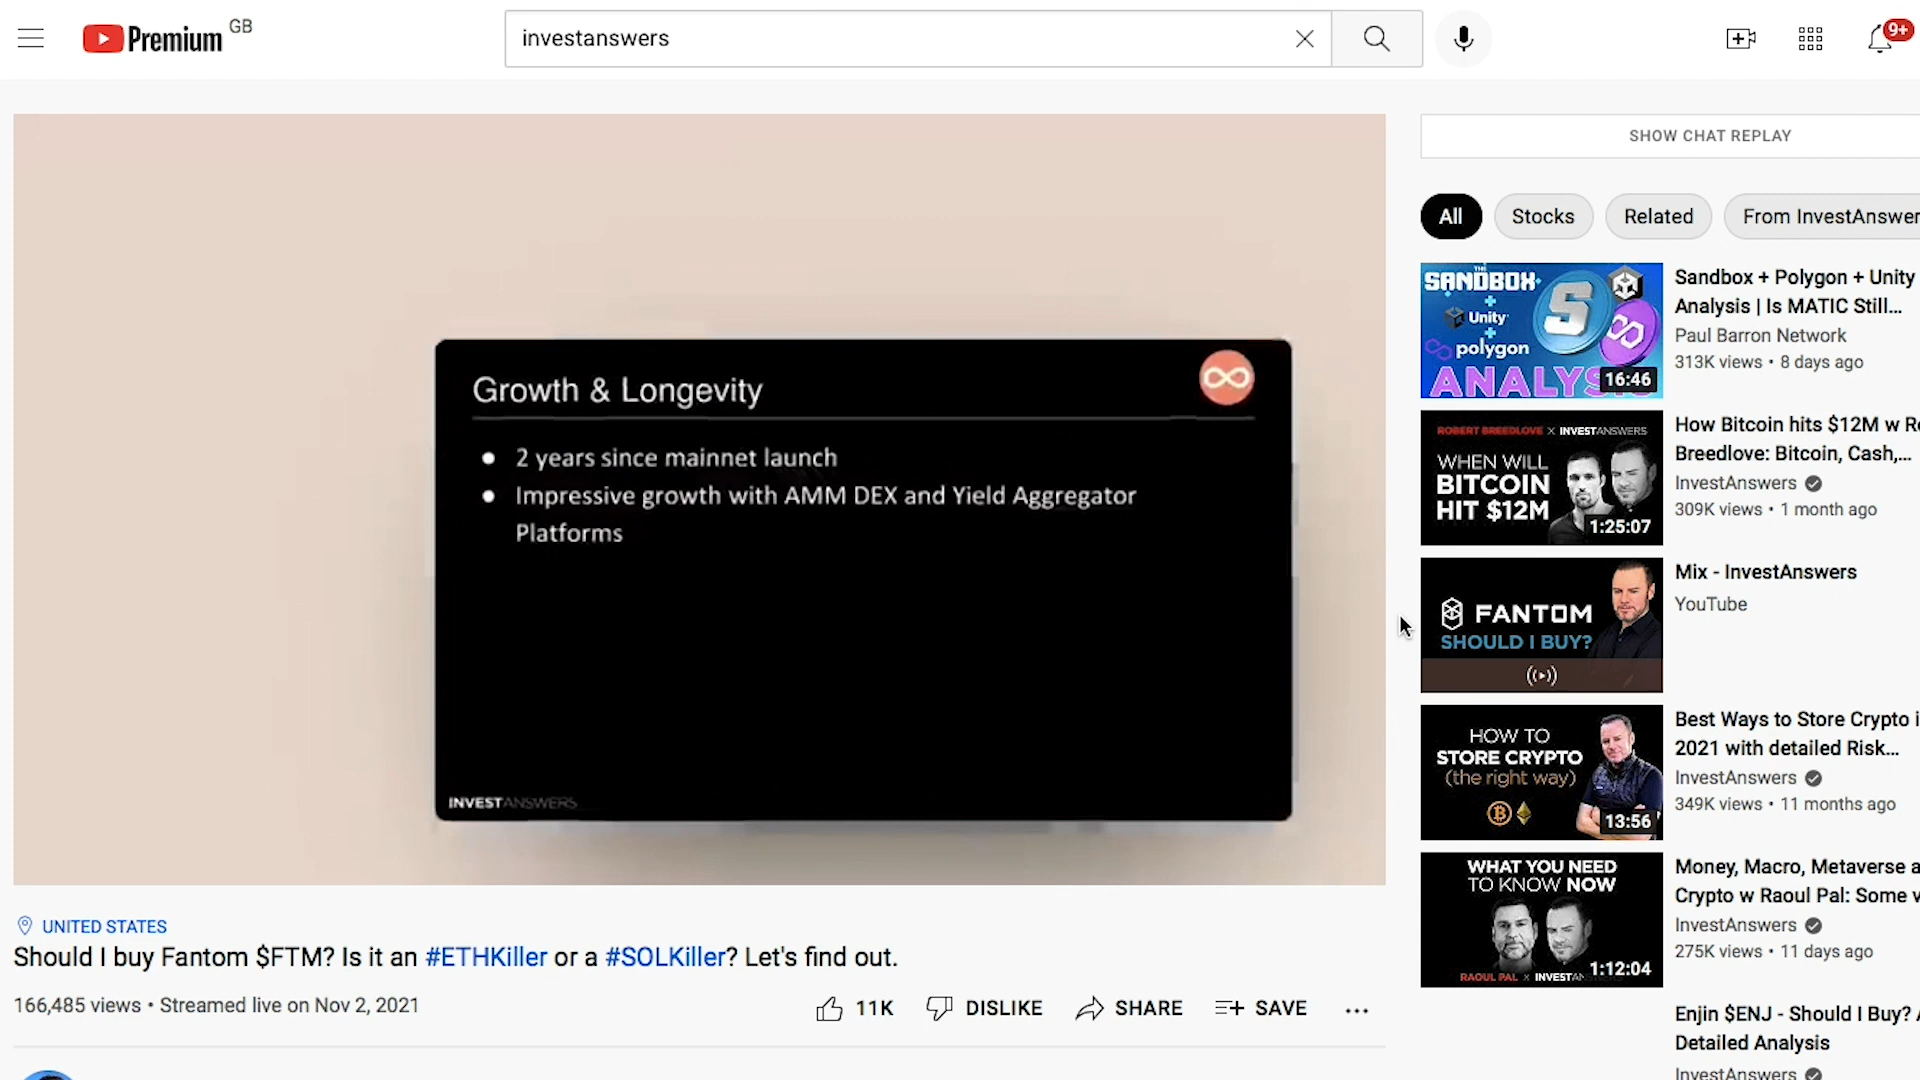 Premium GB
investanswers
9+
SHOW CHAT REPLAY
All
Stocks
Related
From InvestAnswer
Growth & Longevity
2 years since mainnet launch
Impressive growth with AMM DEX and Yield Aggregator
Platforms
INVESTANSWERS
UNITED STATES
Should I buy Fantom $FTM? Is it an #ETHKiller or a #SOLKiller? Let's find out.
166,485 views • Streamed live on Nov 2, 2021
11K
DISLIKE
SHARE
SAVE
THE
SANDBOX
+
Unity
+
polygon
ANALYS
16:46
Sandbox + Polygon + Unity
Analysis | Is MATIC Still...
Paul Barron Network
313K views • 8 days ago
ROBERT BREEDLOVE X INVESTANSWERS
WHEN WILL
BITCOIN
HIT $12M
1:25:07
How Bitcoin hits $12M w R
Breedlove: Bitcoin, Cash,...
InvestAnswers
309K views • 1 month ago
FANTOM
SHOULD I BUY?
Mix - InvestAnswers
YouTube
HOW TO
STORE CRYPTO
(the right way)
13:56
Best Ways to Store Crypto i
2021 with detailed Risk...
InvestAnswers
349K views • 11 months ago
WHAT YOU NEED
TO KNOW NOW
RAOUL PAL X INVESTAN
1:12:04
Money, Macro, Metaverse a
Crypto w Raoul Pal: Some v
InvestAnswers
275K views • 11 days ago
Enjin $ENJ - Should I Buy? A
Detailed Analysis
InvestAnswers